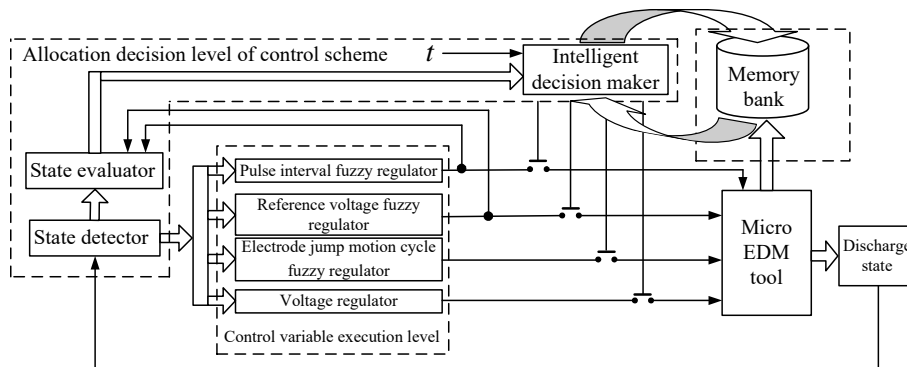 Allocation decision level of control scheme
t
Intelligent
decision maker
Memory
bank
State evaluator
State detector
Pulse interval fuzzy regulator
Reference voltage fuzzy
regulator
Electrode jump motion cycle
fuzzy regulator
Voltage regulator
Control variable execution level
Micro
EDM
tool
Discharge
state